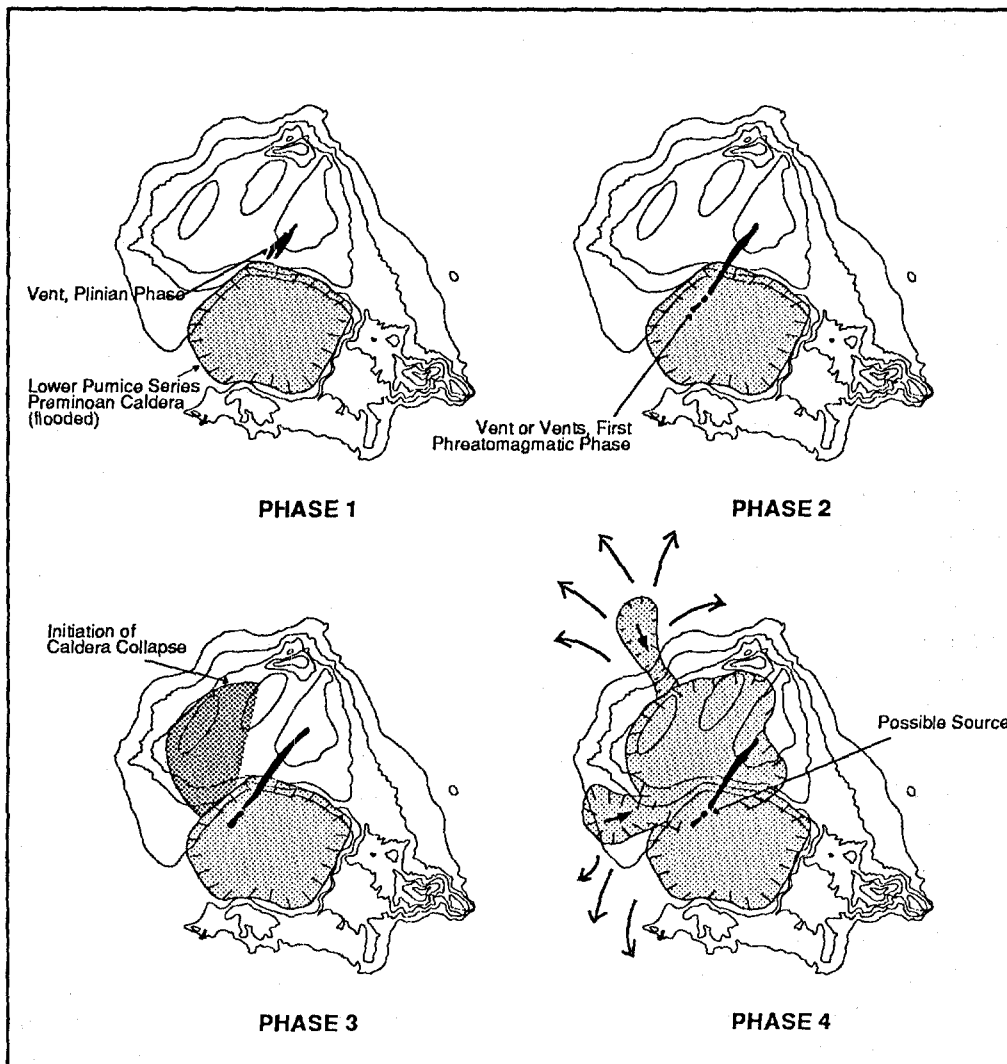 Vent, Plinian Phase
Lower Pumice Series
Preminoan Caldera
(flooded)
PHASE 1
Vent or Vents, First
Phreatomagmatic Phase
PHASE 2
Initiation of
Caldera Collapse
PHASE 3
Possible Source
PHASE 4